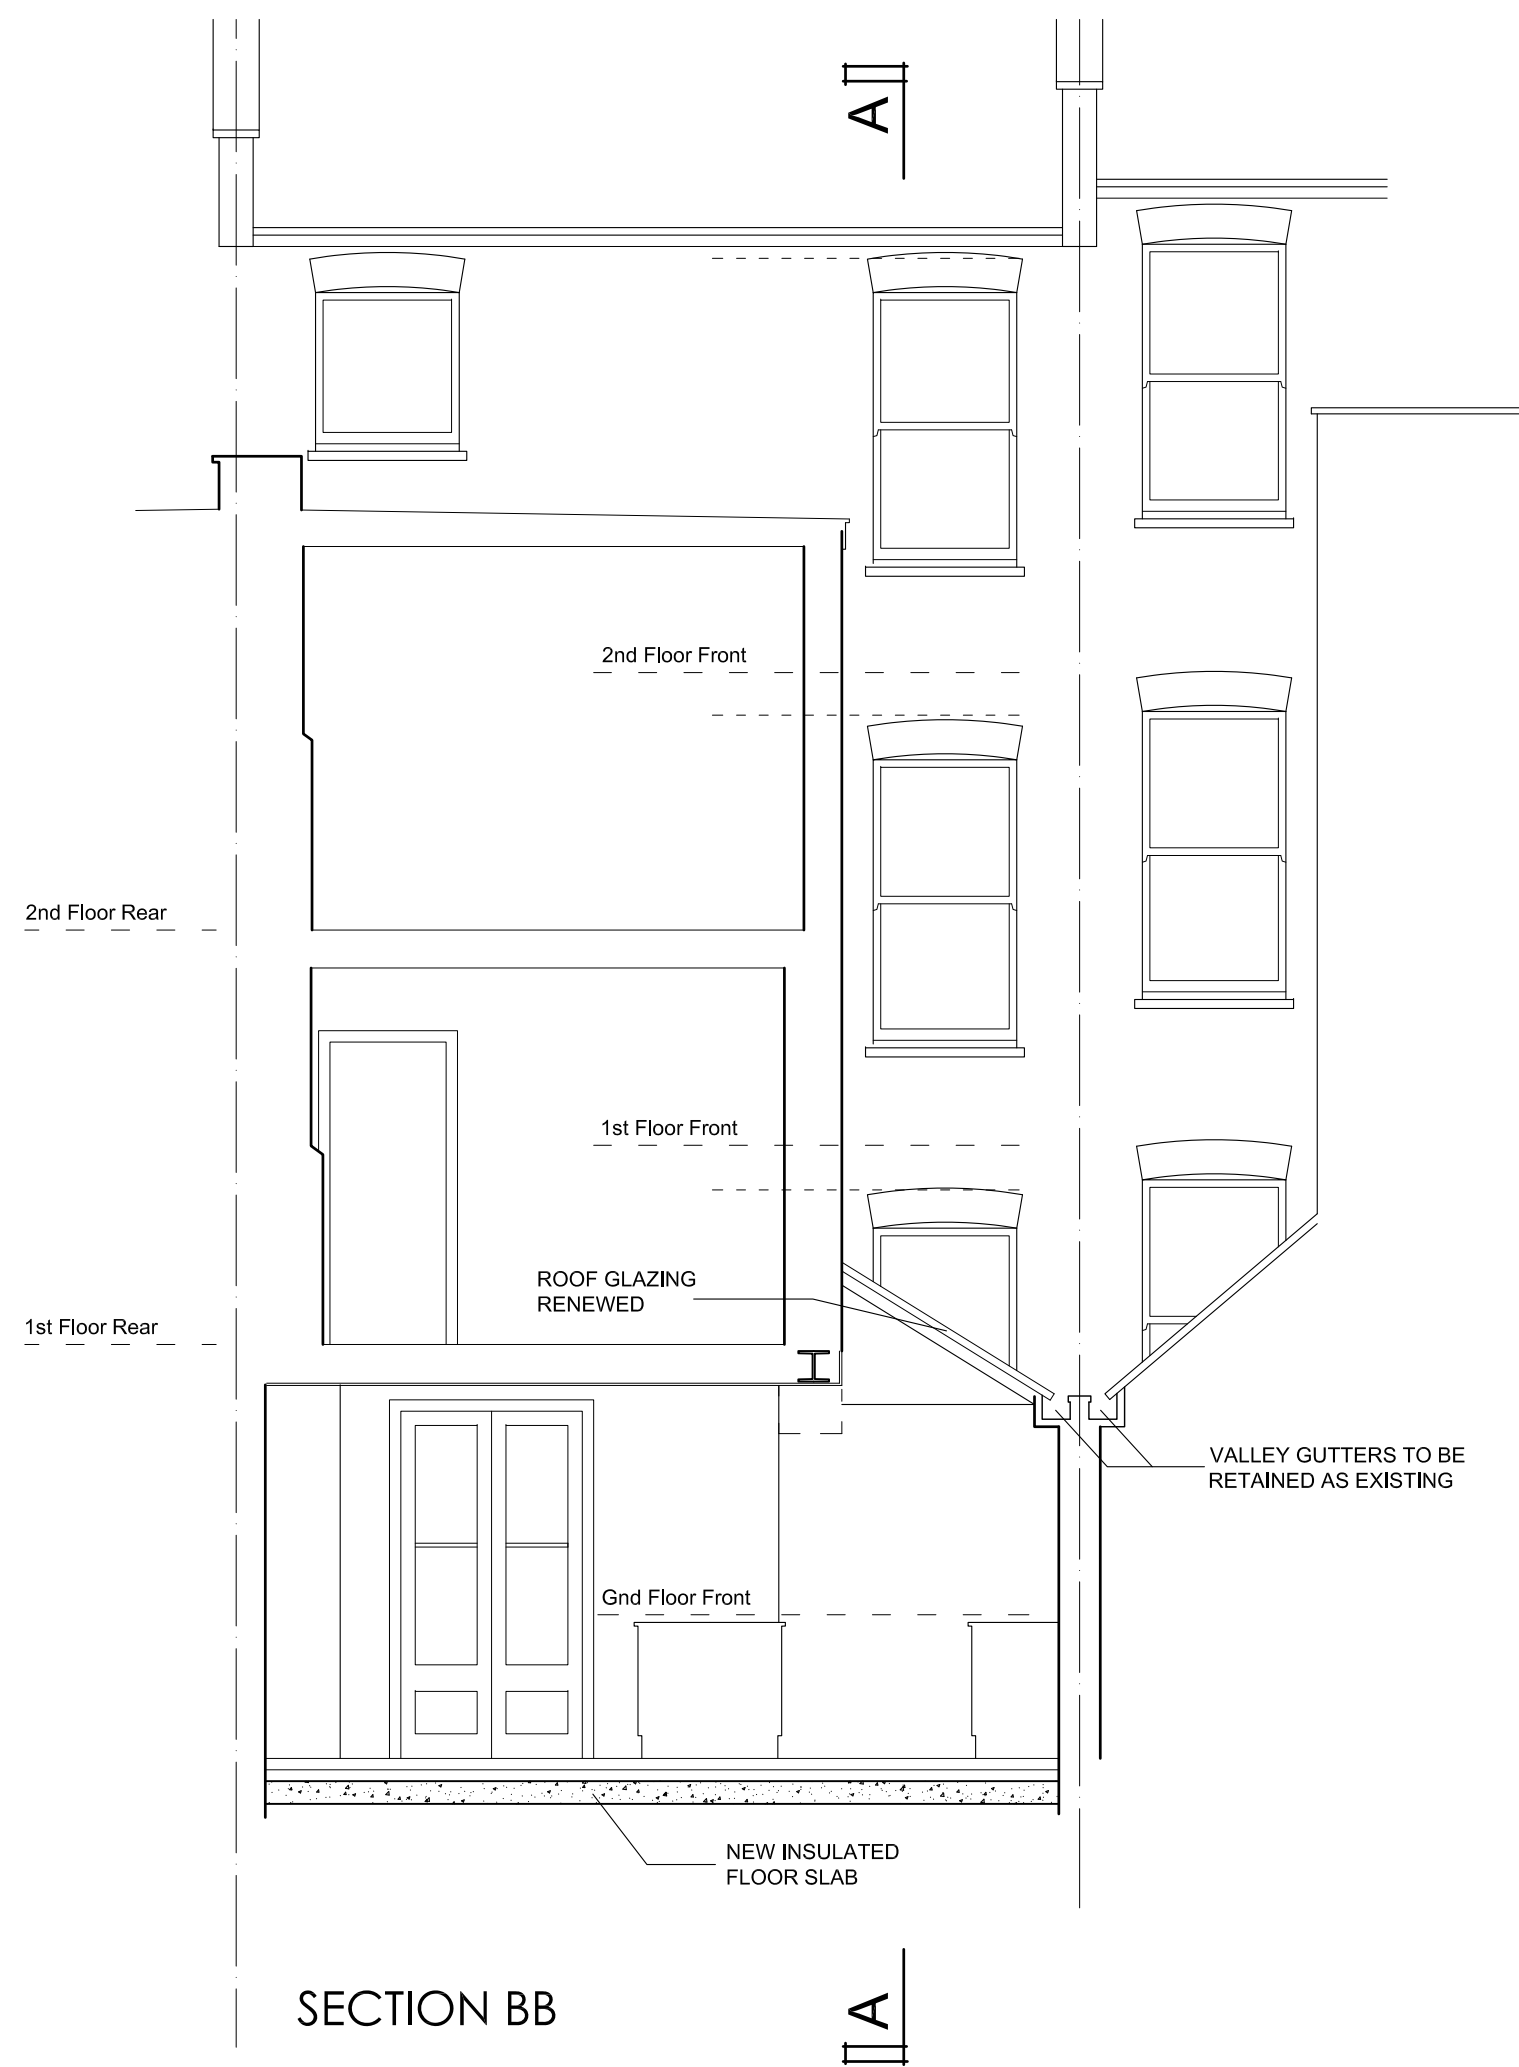 A
2nd Floor Front
2nd Floor Rear
1st Floor Front
ROOF GLAZING
RENEWED
1st Floor Rear
VALLEY GUTTERS TO BE
RETAINED AS EXISTING
Gnd Floor Front
NEW INSULATED
FLOOR SLAB
SECTION BB
A